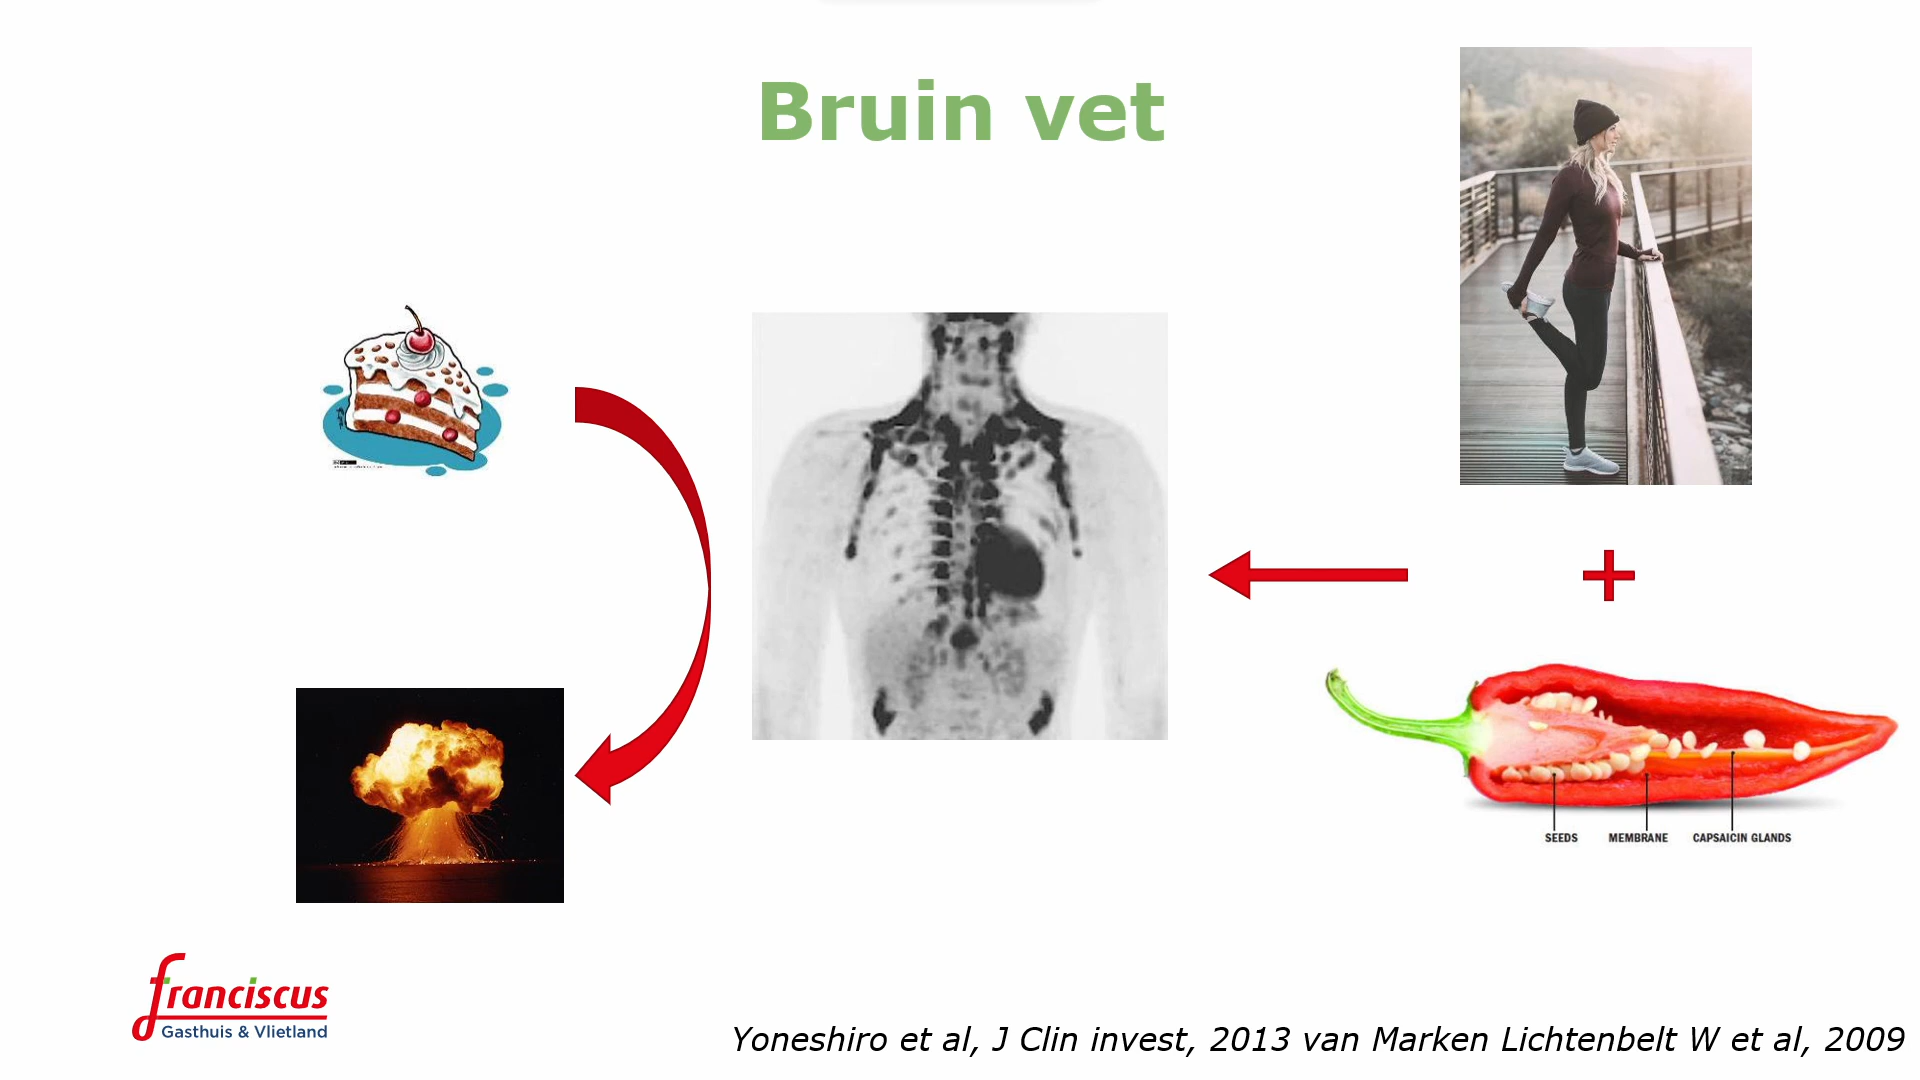 Bruin vet
SEEDS
MEMBRANE
CAPSAICIN GLANDS
franciscus
Gasthuis & Vlietland
Yoneshiro et al, J Clin invest, 2013 van Marken Lichtenbelt W et al, 2009